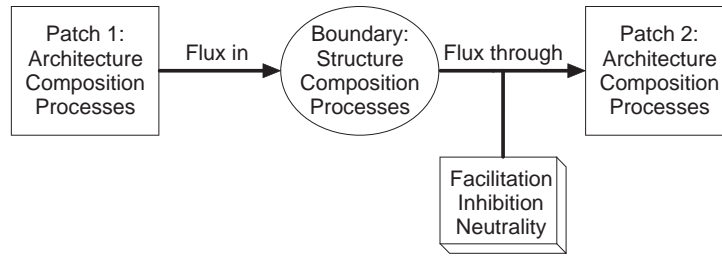 Patch 1:
Architecture
Composition
Processes
Flux in
Boundary:
Structure
Composition
Processes
Flux through
Patch 2:
Architecture
Composition
Processes
Facilitation
Inhibition
Neutrality